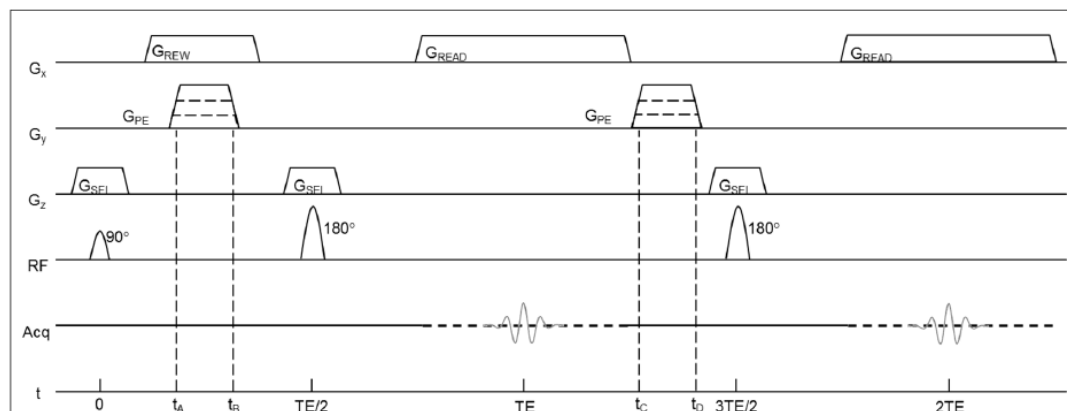 G_REW G_READ G_READ
G_x
G_PE G_PE
G_y
G_SEL G_SEL G_SEL
G_z
90° 180° 180°
RF
Acq
t 0 t_A t_B TE/2 TE t_C t_D 3TE/2 2TE